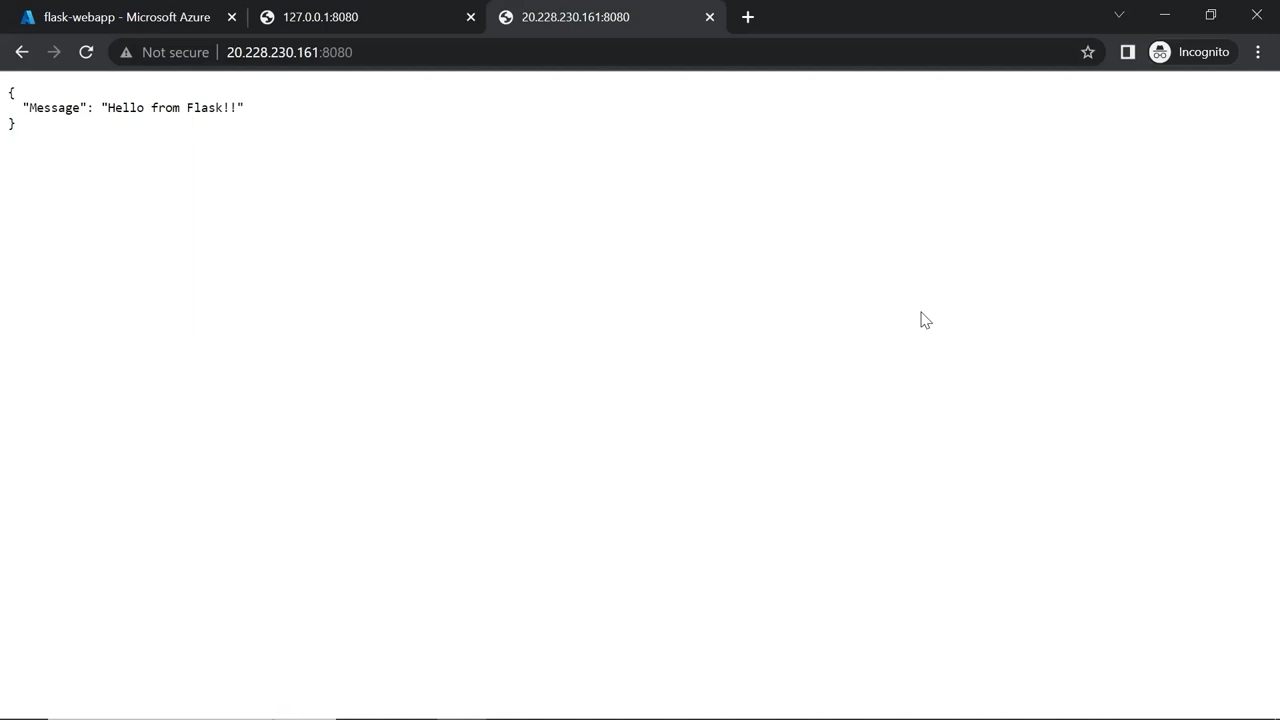 flask-webapp - Microsoft Azure
127.0.0.1:8080
20.228.230.161:8080
Not secure
20.228.230.161:8080
Incognito
{
"Message": "Hello from Flask!!"
}